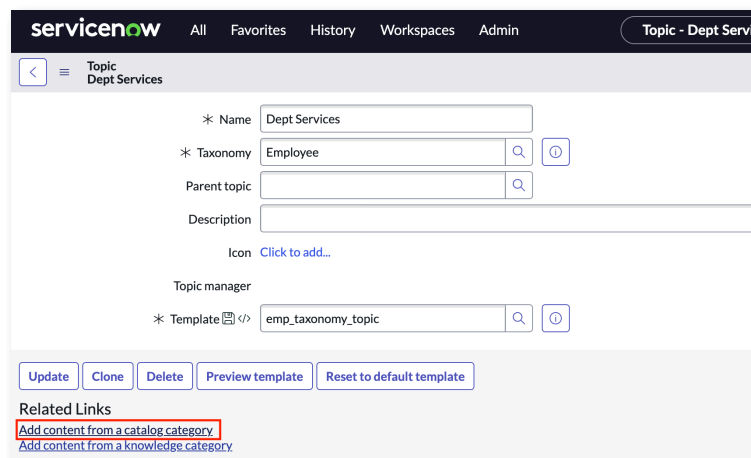 servicenow All Favorites History Workspaces Admin Topic - Dept Servi
Topic
Dept Services
Name Dept Services
Taxonomy Employee
Parent topic
Description
Icon Click to add...
Topic manager
Template </> emp_taxonomy_topic
Update Clone Delete Preview template Reset to default template
Related Links
Add content from a catalog category
Add content from a knowledge category